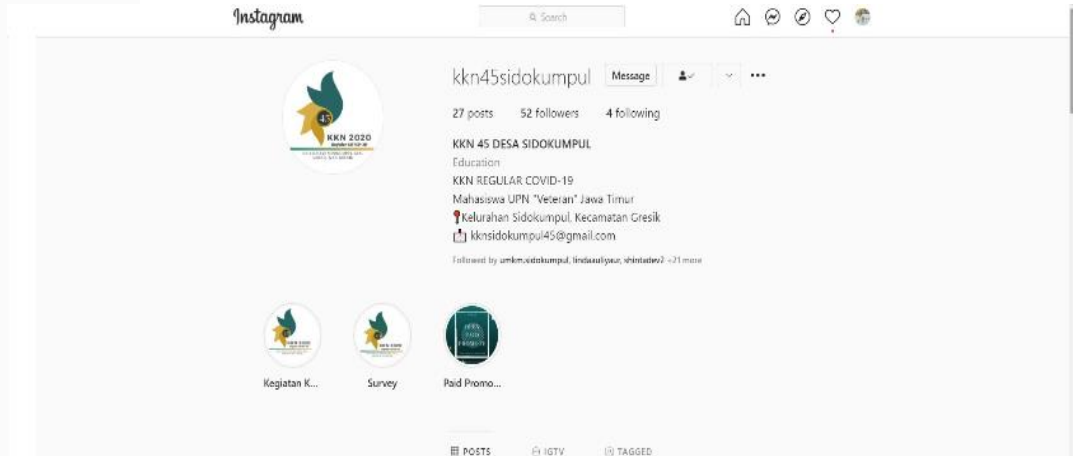 Instagram
Search
kkn45sidokumpul Message
27 posts 52 followers 4 following
KKN 45 DESA SIDOKUMPUL
Education
KKN REGULAR COVID-19
Mahasiswa UPN "Veteran" Jawa Timur
Kelurahan Sidokumpul, Kecamatan Gresik
kknsidokumpul45@gmail.com
Followed by umkm.sidokumpul, +21 more
45
KKN 2020
Kegiatan K... Survey Paid Promo...
POSTS IGTV TAGGED